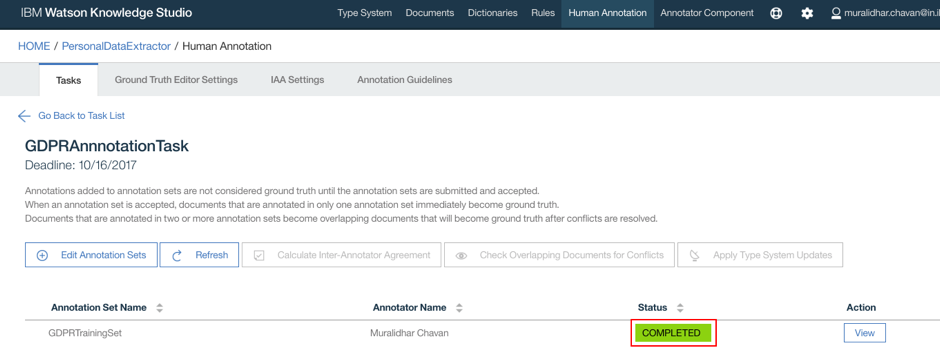 IBM Watson Knowledge Studio Type System Documents Dictionaries Rules Human Annotation Annotator Component muralidhar.chavan@in.i
HOME / PersonalDataExtractor / Human Annotation
Tasks Ground Truth Editor Settings IAA Settings Annotation Guidelines
Go Back to Task List
GDPRAnnnotationTask
Deadline: 10/16/2017
Annotations added to annotation sets are not considered ground truth until the annotation sets are submitted and accepted.
When an annotation set is accepted, documents that are annotated in only one annotation set immediately become ground truth.
Documents that are annotated in two or more annotation sets become overlapping documents that will become ground truth after conflicts are resolved.
Edit Annotation Sets Refresh Calculate Inter-Annotator Agreement Check Overlapping Documents for Conflicts Apply Type System Updates
Annotation Set Name Annotator Name Status Action
GDPRTrainingSet Muralidhar Chavan COMPLETED View